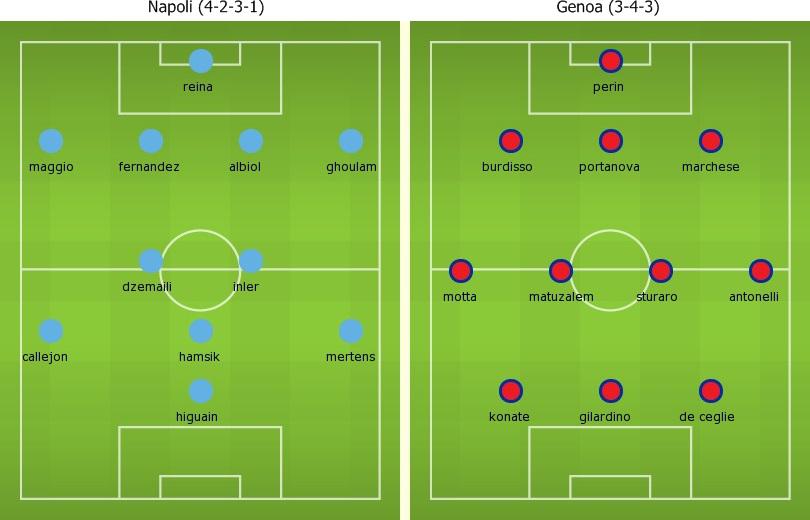 Napoli (4-2-3-1)
reina
maggio fernandez albiol ghoulam
dzemaili inler
callejon hamsik mertens
higuain
Genoa (3-4-3)
perin
burdisso portanova marchese
motta matuzalem sturaro antonelli
konate gilardino de ceglie